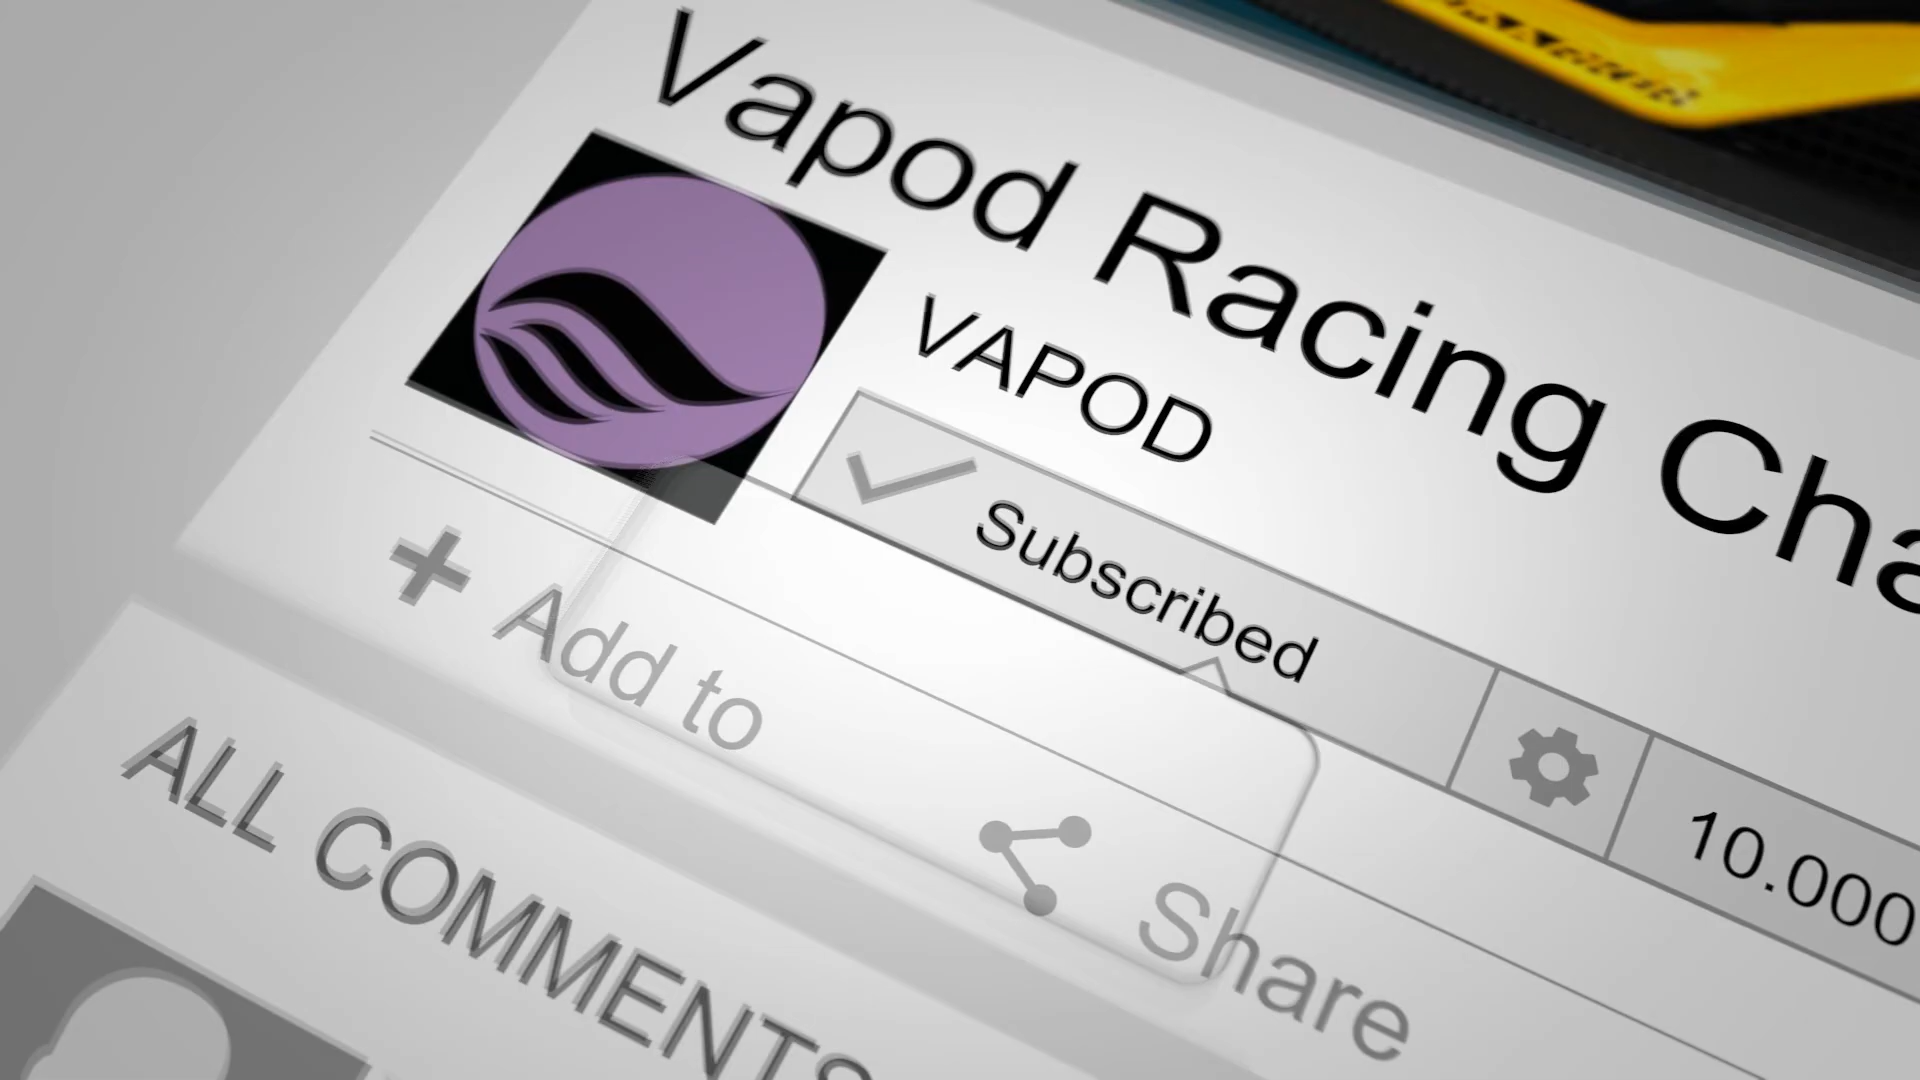 Vapod Racing Cha
VAPOD
Subscribed
10.000
Add to
Share
ALL COMMENTS